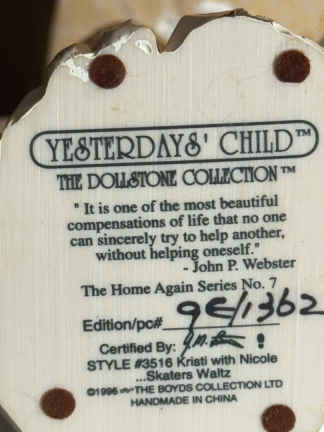 YESTERDAYS' CHILD™
THE DOLLSTONE COLLECTION™
" It is one of the most beautiful
compensations of life that no one
can sincerely try to help another,
without helping oneself."
- John P. Webster
The Home Again Series No. 7
Edition/pc# 9E/1362
Certified By: !
STYLE #3516 Kristi with Nicole
...Skaters Waltz
©1996 THE BOYDS COLLECTION LTD
HANDMADE IN CHINA